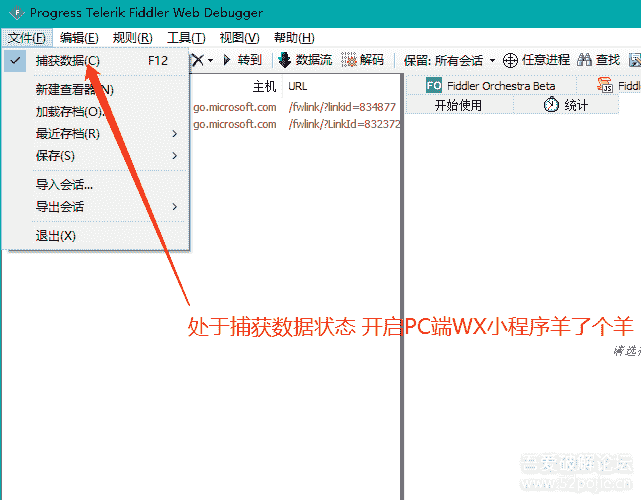 Progress Telerik Fiddler Web Debugger
文件(F) 编辑(E) 规则(R) 工具(T) 视图(V) 帮助(H)
捕获数据(C) F12 转到 数据流 解码 保留: 所有会话 任意进程 查找
新建查看器(N)
加载存档(O)...
最近存档(R)
保存(S)
导入会话...
导出会话
退出(X)
主机 URL
go.microsoft.com /fwlink/?linkid=834877
go.microsoft.com /fwlink/?LinkId=832372
FO Fiddler Orchestra Beta JS Fiddl
开始使用 统计
处于捕获数据状态 开启PC端WX小程序羊了个羊
请选择
吾爱破解论坛
www.52pojie.cn